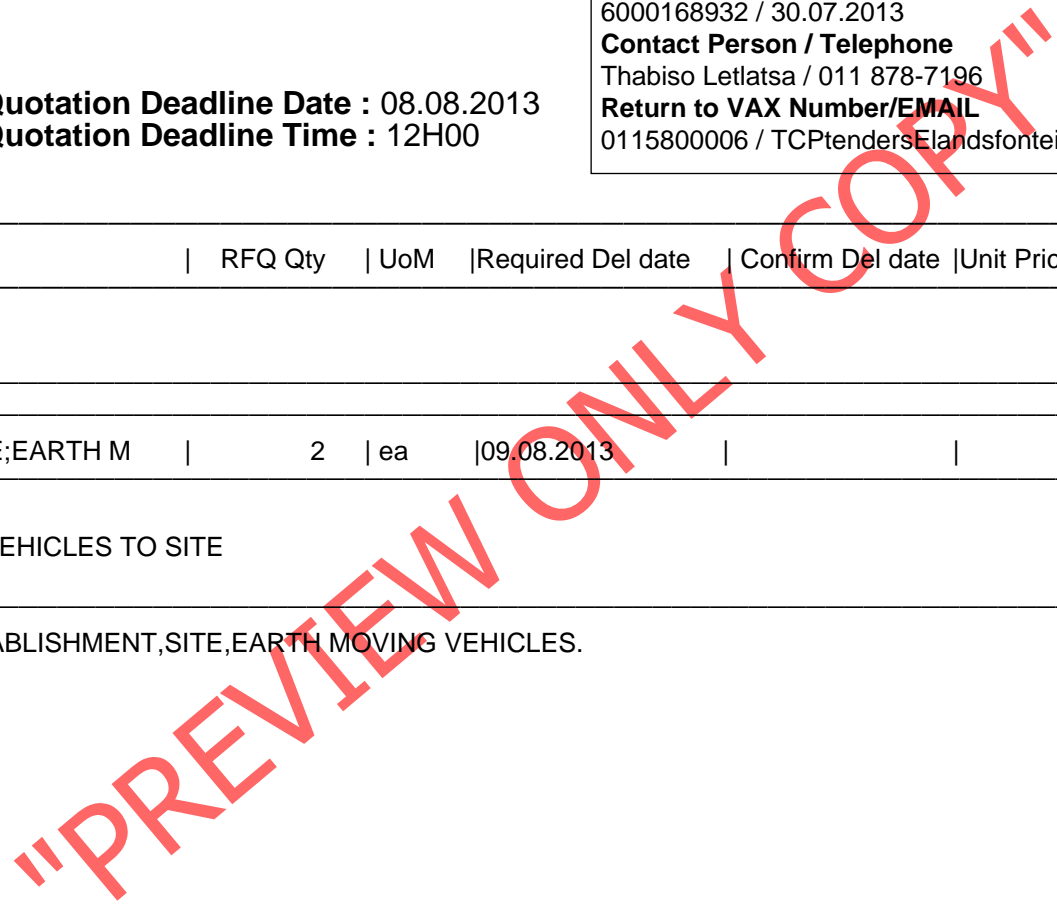 6000168932 / 30.07.2013
Contact Person / Telephone
Thabiso Letlatsa / 011 878-7196
Return to VAX Number/EMAIL
0115800006 / TCPtendersElandsfontei
Quotation Deadline Date : 08.08.2013
Quotation Deadline Time : 12H00
| RFQ Qty | UoM |Required Del date | Confirm Del date |Unit Pric
E;EARTH M | 2 | ea |09.08.2013 | |
EHICLES TO SITE
ABLISHMENT,SITE,EARTH MOVING VEHICLES.
"PREVIEW ONLY COPY"